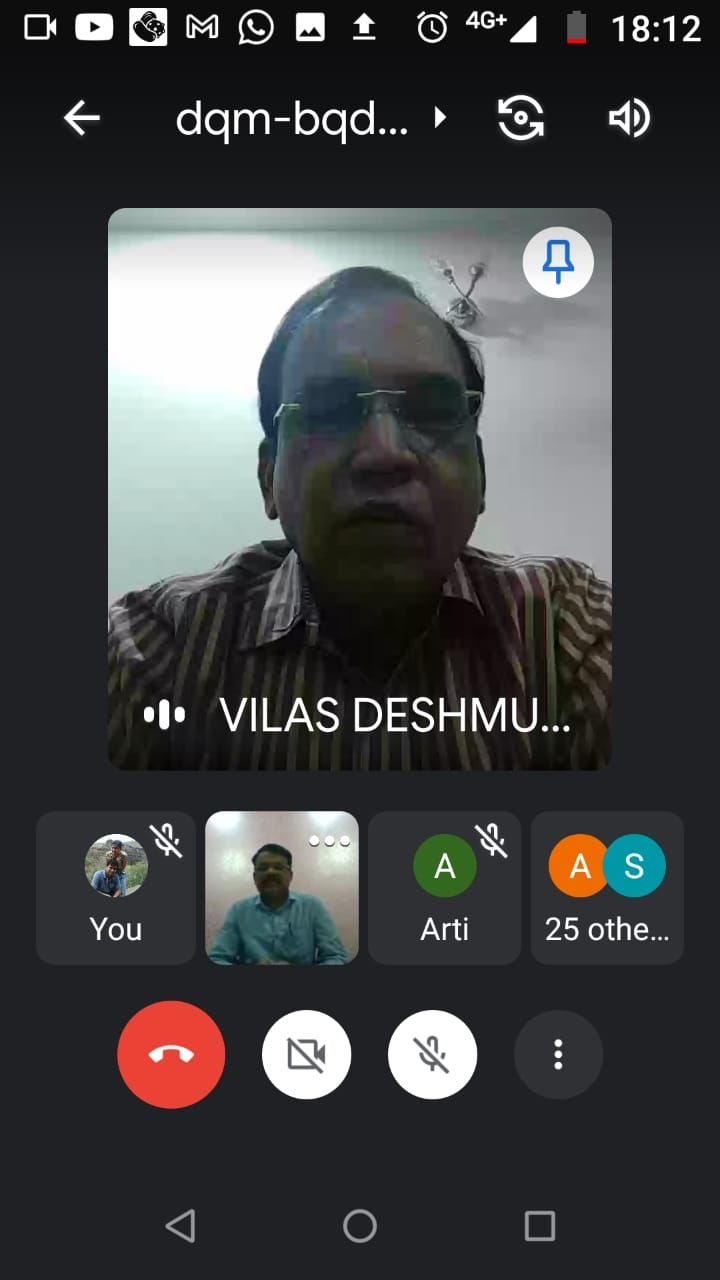 4G+ 18:12
dqm-bqd...
VILAS DESHMU...
You
A
Arti
A S
25 othe...